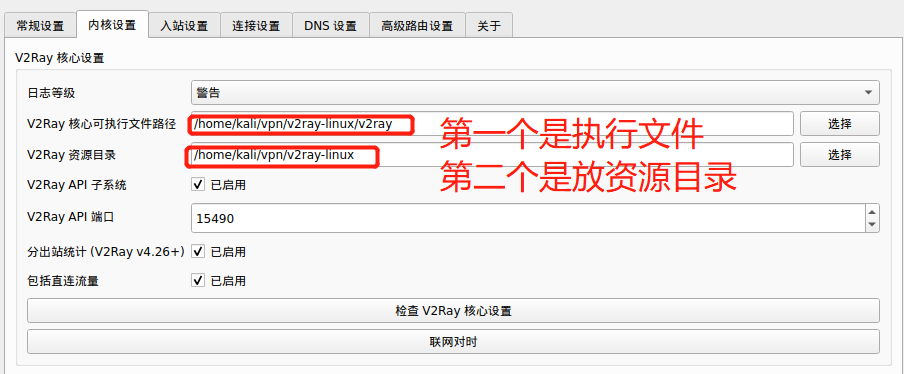 常规设置 内核设置 入站设置 连接设置 DNS 设置 高级路由设置 关于
V2Ray 核心设置
日志等级 警告
V2Ray 核心可执行文件路径 /home/kali/vpn/v2ray-linux/v2ray 选择
第一个是执行文件
V2Ray 资源目录 /home/kali/vpn/v2ray-linux 选择
第二个是放资源目录
V2Ray API 子系统 已启用
V2Ray API 端口 15490
分出站统计 (V2Ray v4.26+) 已启用
包括直连流量 已启用
检查 V2Ray 核心设置
联网对时